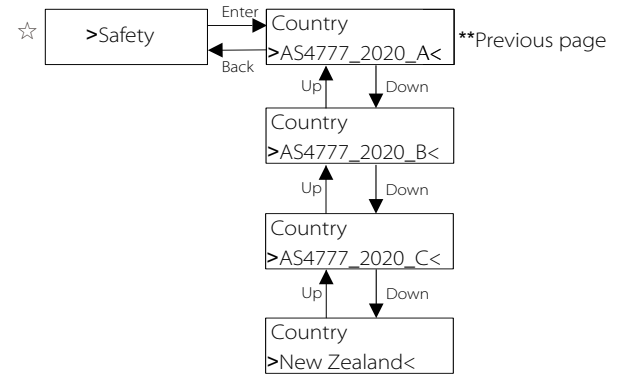 Enter
☆ >Safety
Country
>AS4777_2020_A<
**Previous page
Back
Up
Down
Country
>AS4777_2020_B<
Up
Down
Country
>AS4777_2020_C<
Up
Down
Country
>New Zealand<